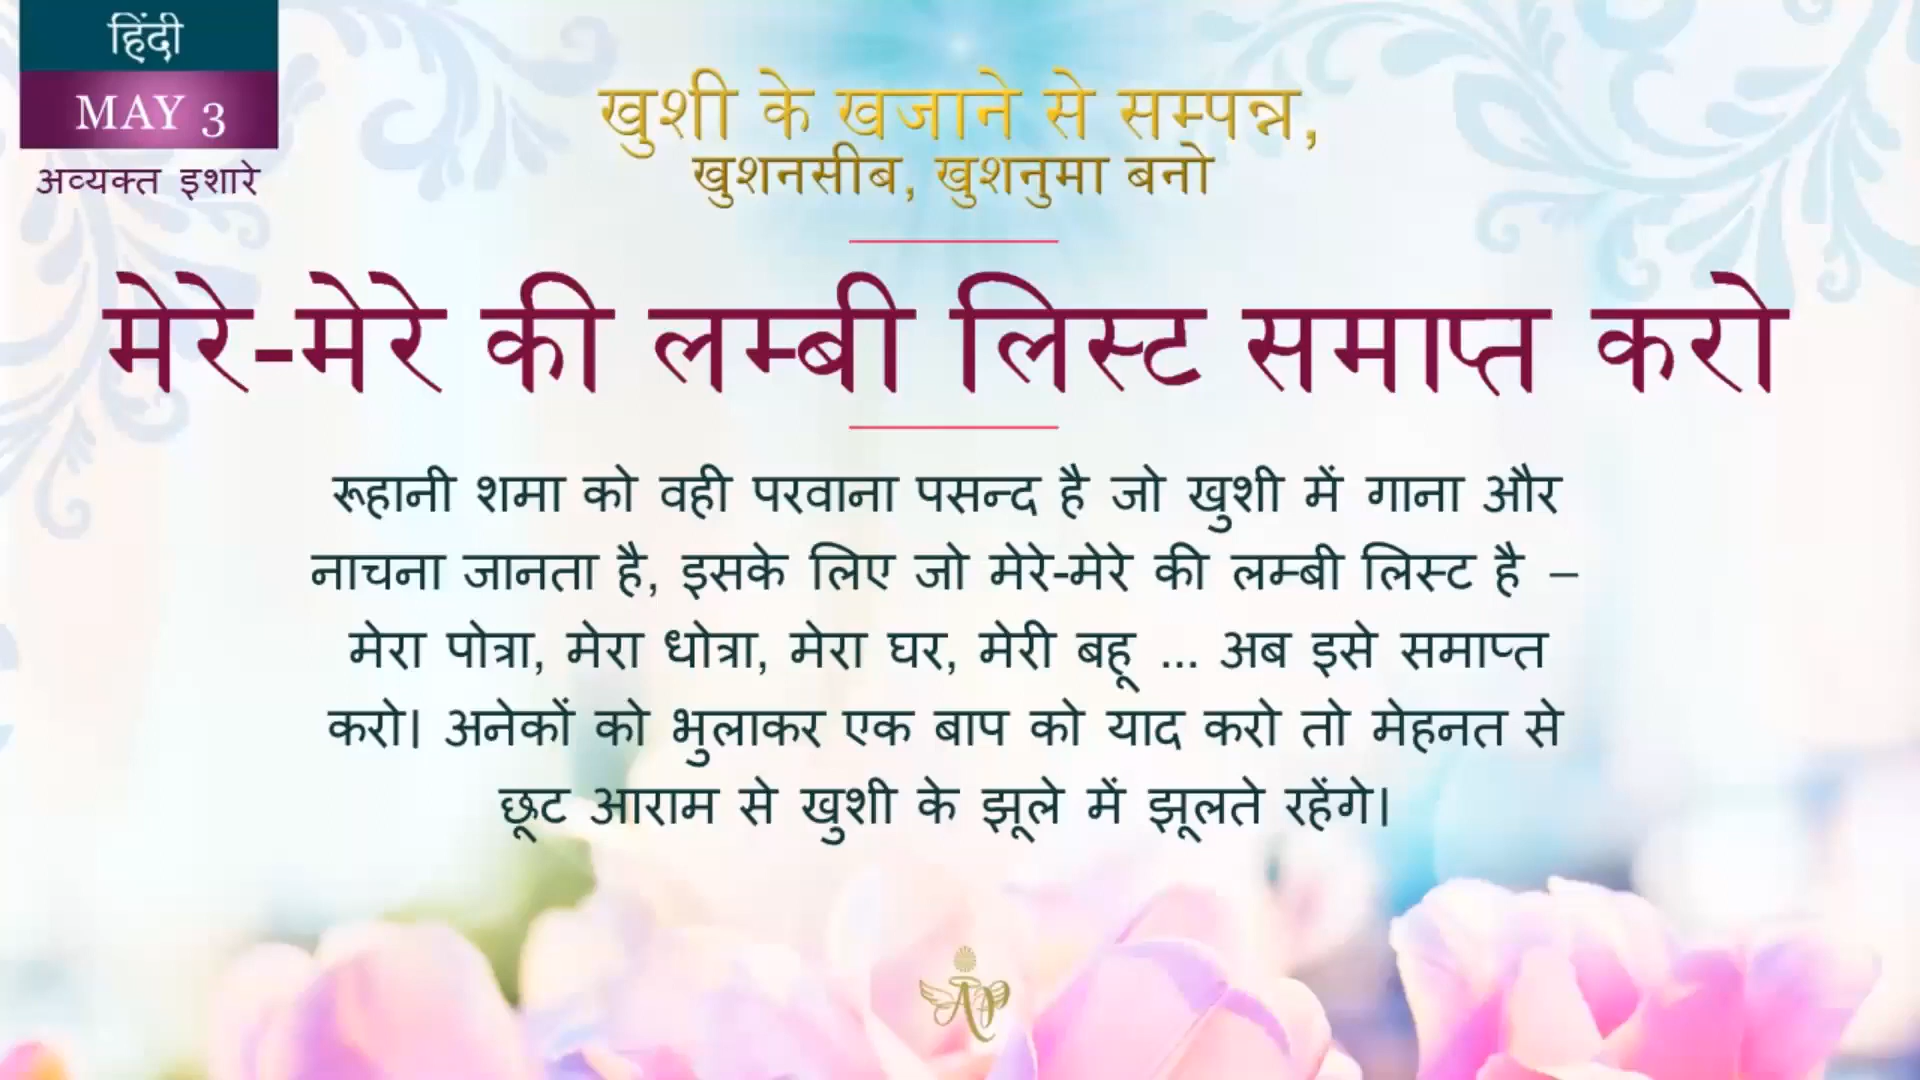 हिंदी
MAY 3
अव्यक्त इशारे
खुशी के खजाने से सम्पन्न,
खुशनसीब, खुशनुमा बनो
मेरे-मेरे की लम्बी लिस्ट समाप्त करो
रूहानी शमा को वही परवाना पसन्द है जो खुशी में गाना और
नाचना जानता है, इसके लिए जो मेरे-मेरे की लम्बी लिस्ट है –
मेरा पोत्रा, मेरा धोत्रा, मेरा घर, मेरी बहू ... अब इसे समाप्त
करो। अनेकों को भुलाकर एक बाप को याद करो तो मेहनत से
छूट आराम से खुशी के झूले में झूलते रहेंगे।